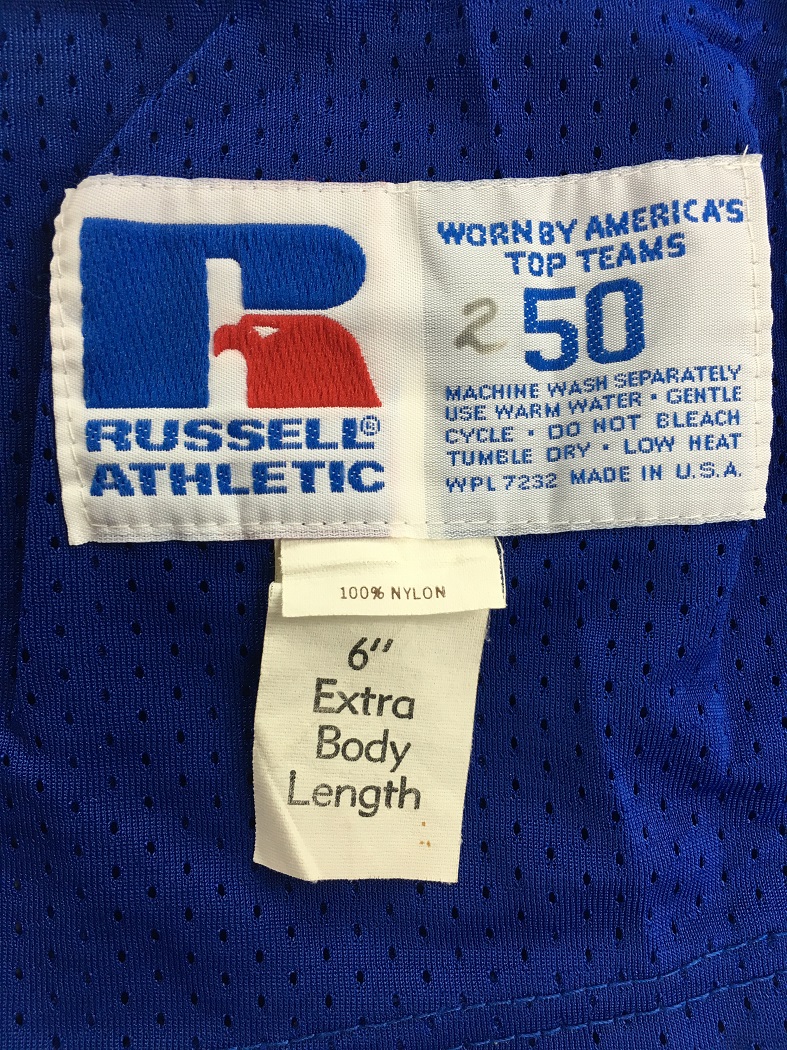 RUSSELL®
ATHLETIC
WORN BY AMERICA'S
TOP TEAMS
2 50
MACHINE WASH SEPARATELY
USE WARM WATER • GENTLE
CYCLE • DO NOT BLEACH
TUMBLE DRY • LOW HEAT
WPL 7232 MADE IN U.S.A.
100% NYLON
6"
Extra
Body
Length